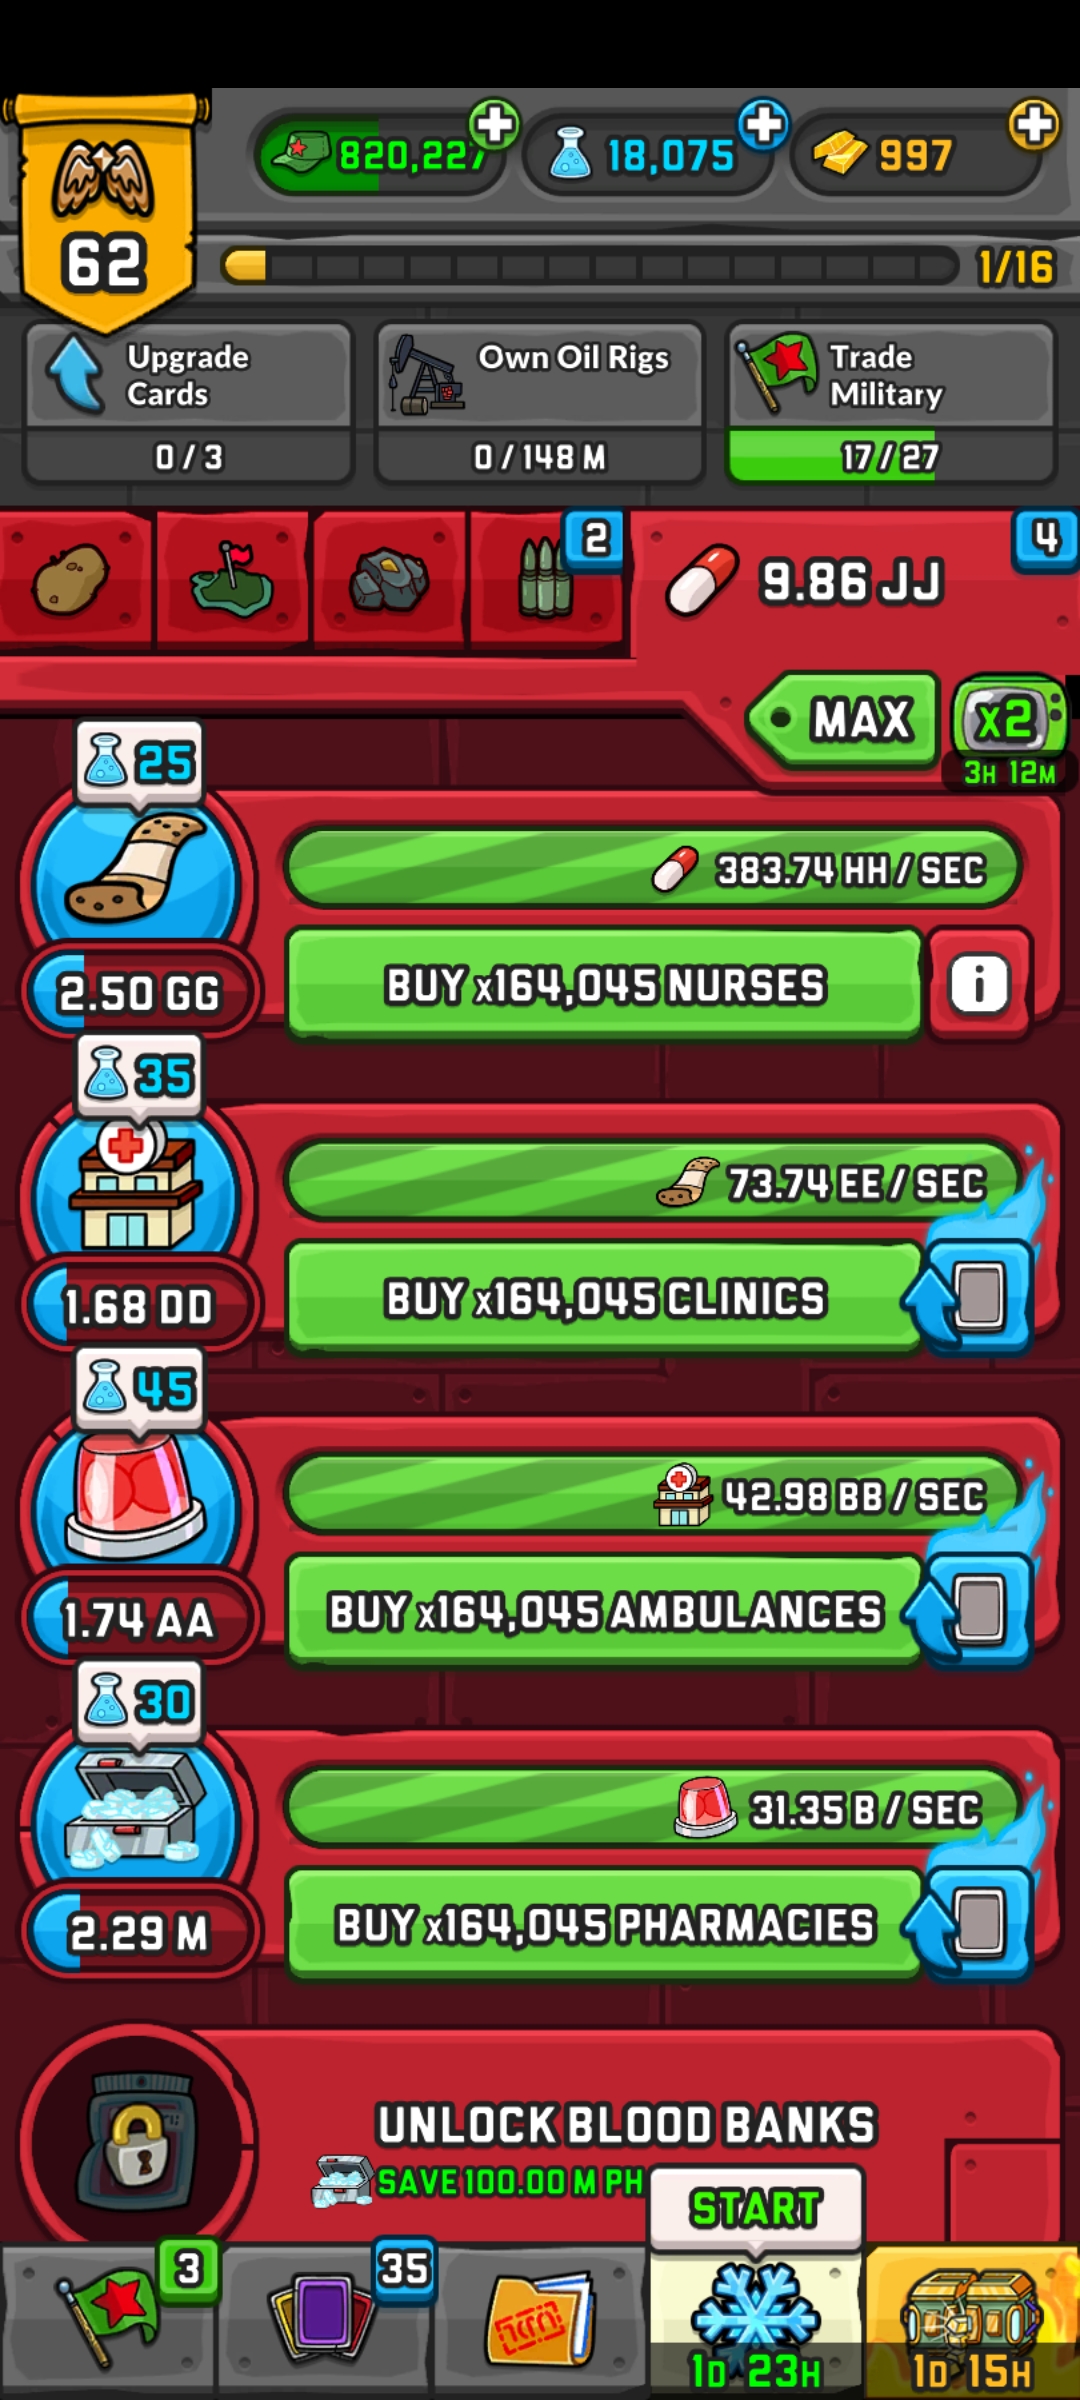 820,227
18,075
997
62
1/16
Upgrade Cards
0 / 3
Own Oil Rigs
0 / 148 M
Trade Military
17 / 27
2
9.86 JJ
4
MAX
x2
3H 12M
25
383.74 HH / SEC
2.50 GG
BUY x164,045 NURSES
i
35
73.74 EE / SEC
1.68 DD
BUY x164,045 CLINICS
45
42.98 BB / SEC
1.74 AA
BUY x164,045 AMBULANCES
30
31.35 B / SEC
2.29 M
BUY x164,045 PHARMACIES
UNLOCK BLOOD BANKS
SAVE 100.00 M PH
START
3
35
1D 23H
1D 15H